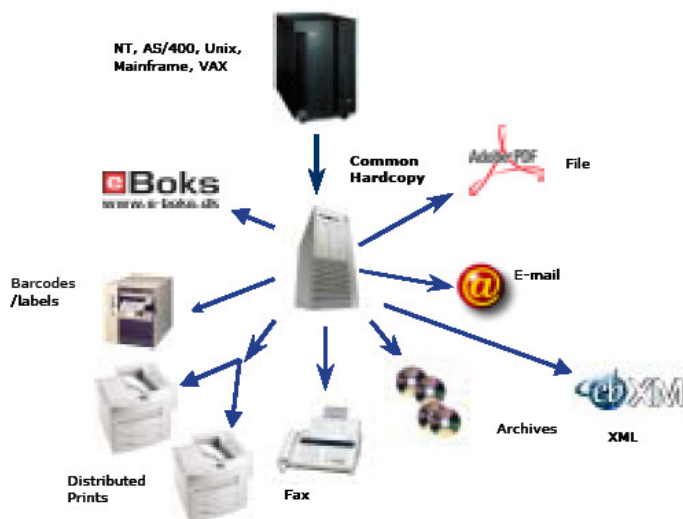 NT, AS/400, Unix,
Mainframe, VAX
Common
Hardcopy
Adobe PDF
File
eBoks
www.e-boks.dk
E-mail
@
Barcodes
/labels
ebXML
Archives
XML
Distributed
Prints
Fax